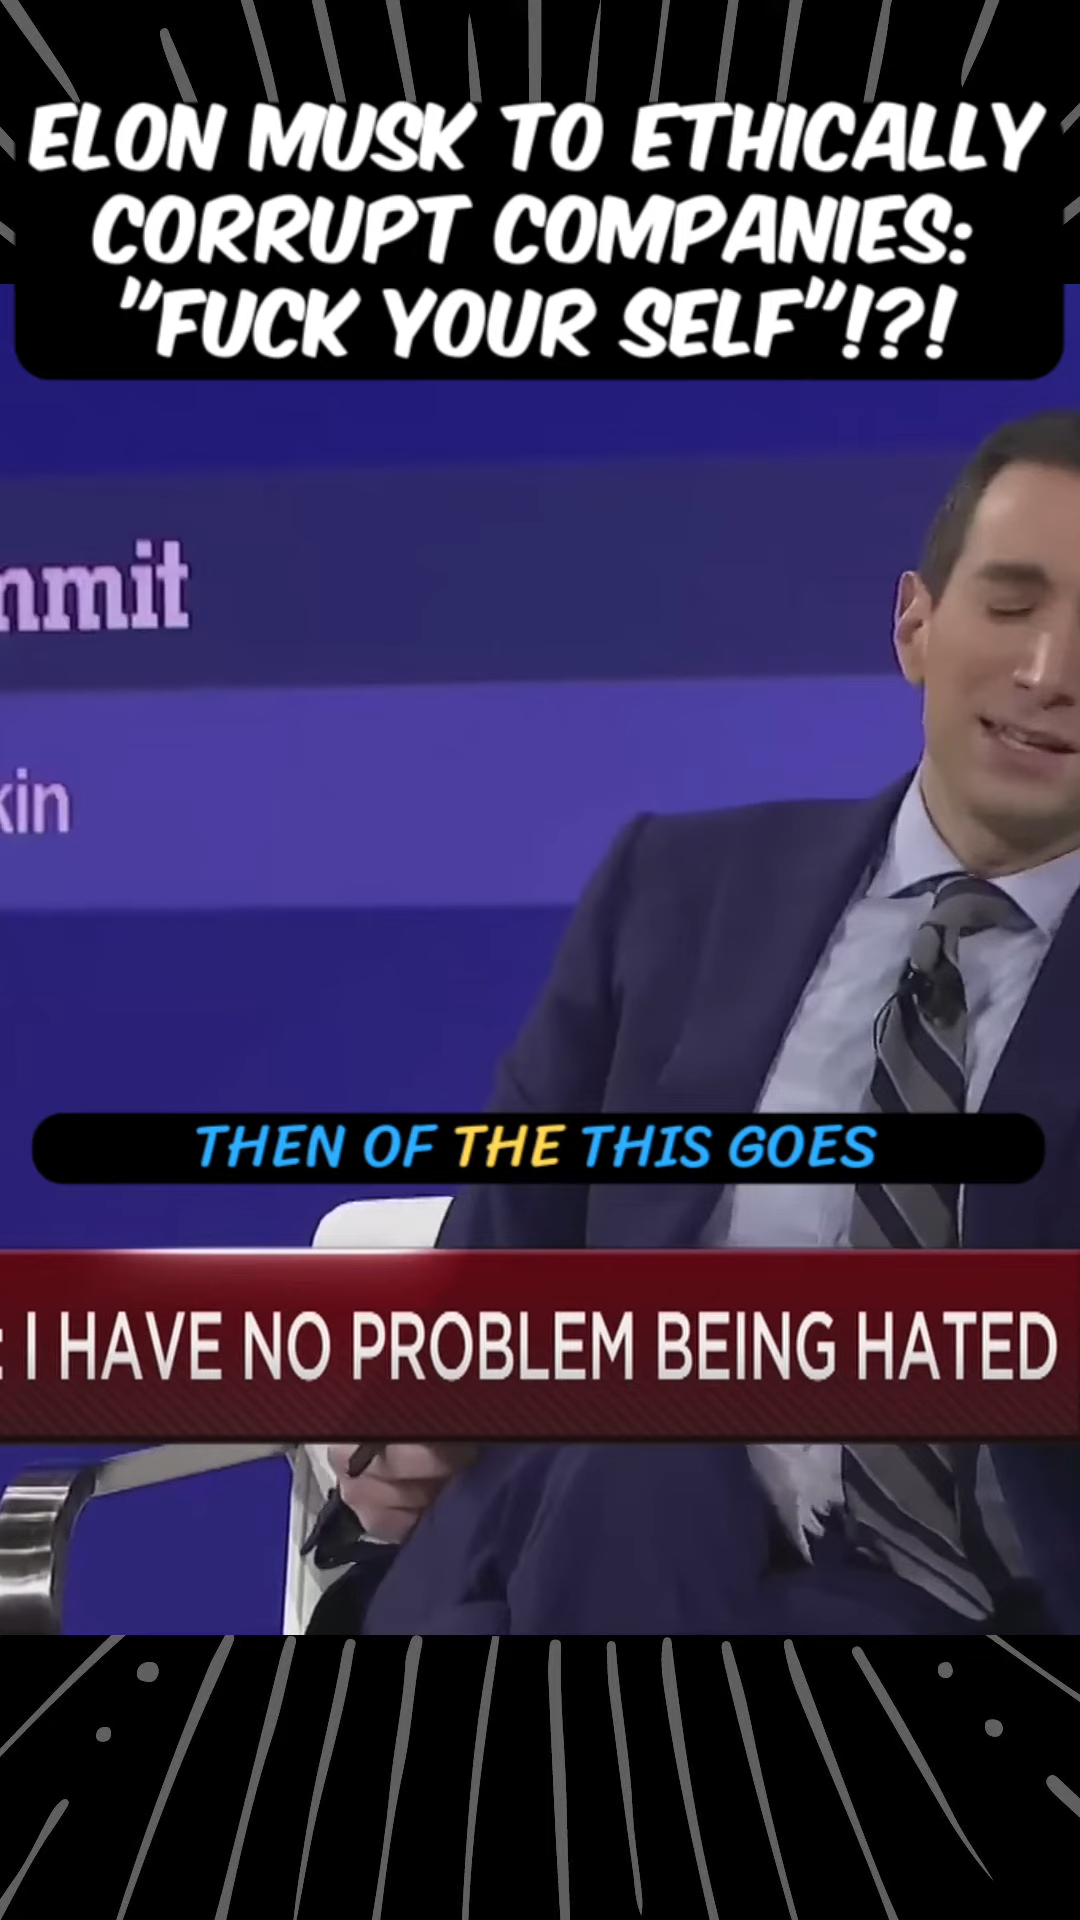 ELON MUSK TO ETHICALLY
CORRUPT COMPANIES:
"FUCK YOUR SELF"!?!
mmit
kin
THEN OF THE THIS GOES
: I HAVE NO PROBLEM BEING HATED